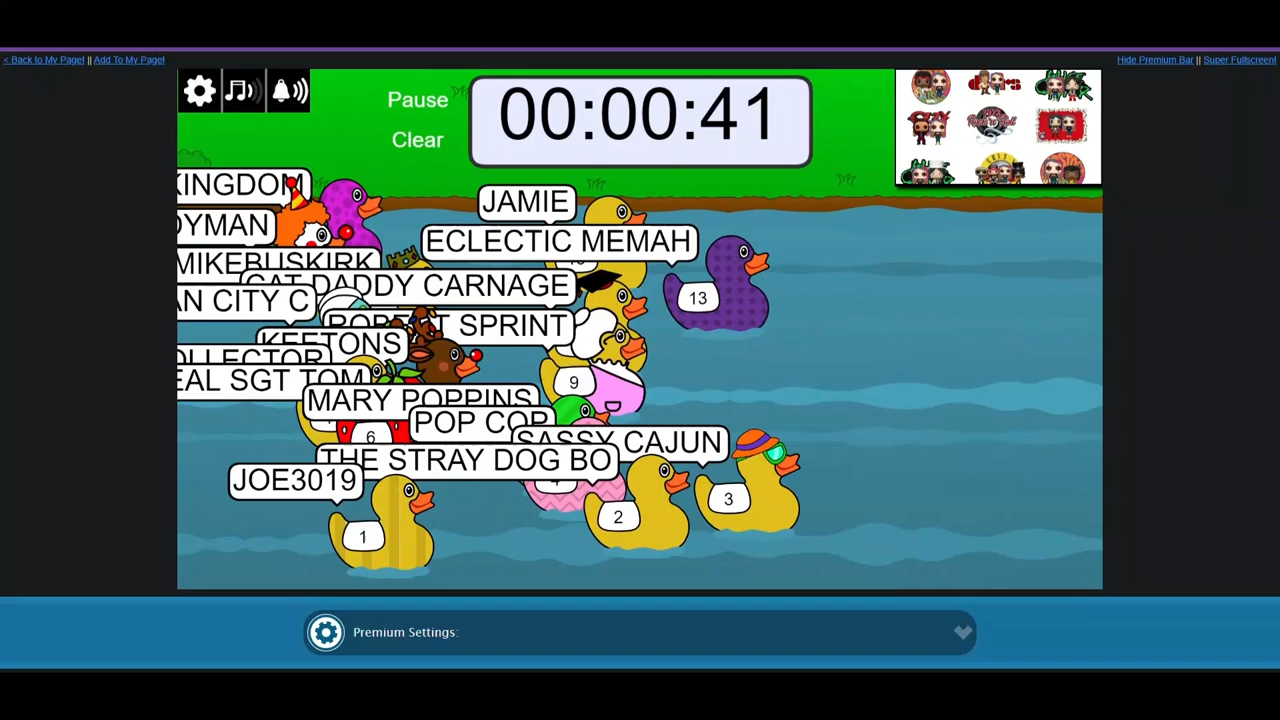 < Back to My Page! || Add To My Page!
Hide Premium Bar || Super Fullscreen!
Pause
Clear
00:00:41
KINGDOM
JAMIE
DYMAN
ECLECTIC MEMAH
MIKEBUSKIRK
CAT DADDY CARNAGE
13
AN CITY C
SPRINT
KEETONS
OLLECTOR
EAL SGT TOM
9
MARY POPPINS
POP COP
6
SASSY CAJUN
THE STRAY DOG BO
JOE3019
4
3
2
1
Premium Settings: